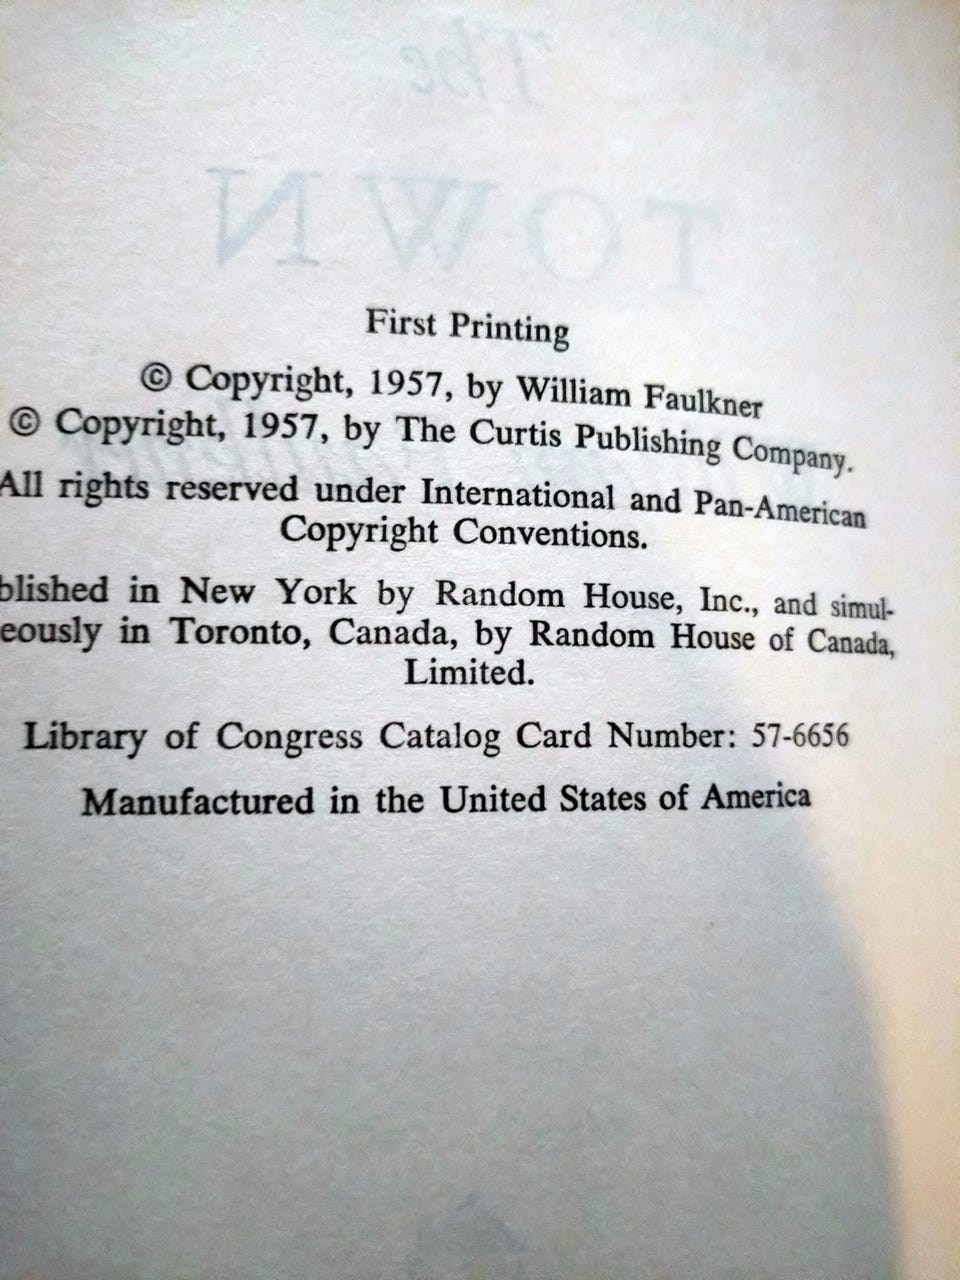 The
TOWN
First Printing
© Copyright, 1957, by William Faulkner
© Copyright, 1957, by The Curtis Publishing Company.
All rights reserved under International and Pan-American
Copyright Conventions.
blished in New York by Random House, Inc., and simul-
eously in Toronto, Canada, by Random House of Canada,
Limited.
Library of Congress Catalog Card Number: 57-6656
Manufactured in the United States of America